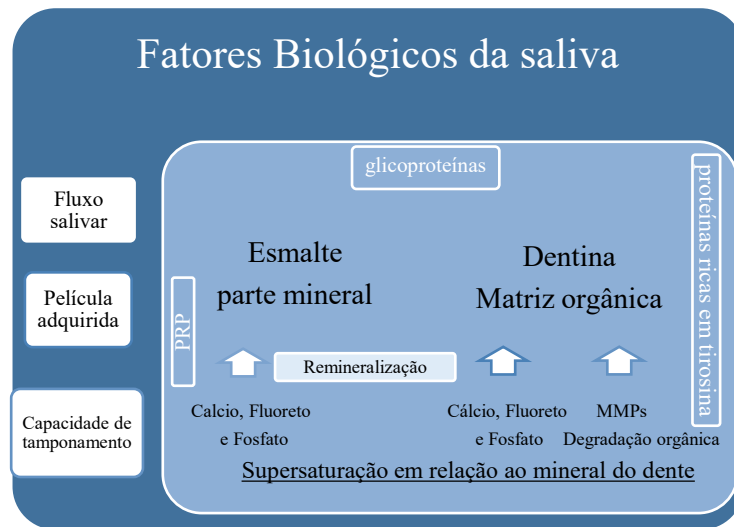 Fatores Biológicos da saliva
glicoproteínas
proteínas ricas em tirosina
Fluxo
salivar
Película
adquirida
Capacidade de
tamponamento
PRP
Esmalte
parte mineral
Dentina
Matriz orgânica
Remineralização
Calcio, Fluoreto
e Fosfato
Cálcio, Fluoreto
e Fosfato
MMPs
Degradação orgânica
Supersaturação em relação ao mineral do dente